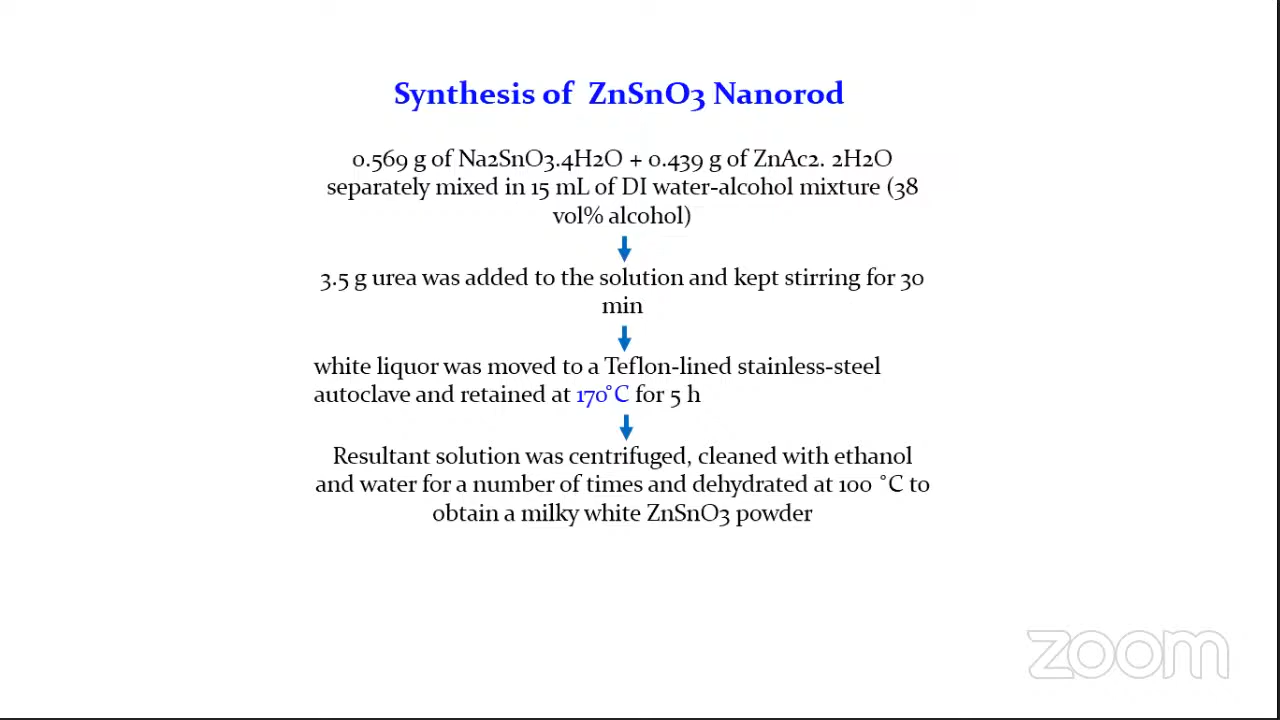 Synthesis of ZnSnO3 Nanorod
0.569 g of Na2SnO3.4H2O + 0.439 g of ZnAc2. 2H2O
separately mixed in 15 mL of DI water-alcohol mixture (38
vol% alcohol)
3.5 g urea was added to the solution and kept stirring for 30
min
white liquor was moved to a Teflon-lined stainless-steel
autoclave and retained at 170°C for 5 h
Resultant solution was centrifuged, cleaned with ethanol
and water for a number of times and dehydrated at 100 °C to
obtain a milky white ZnSnO3 powder
zoom